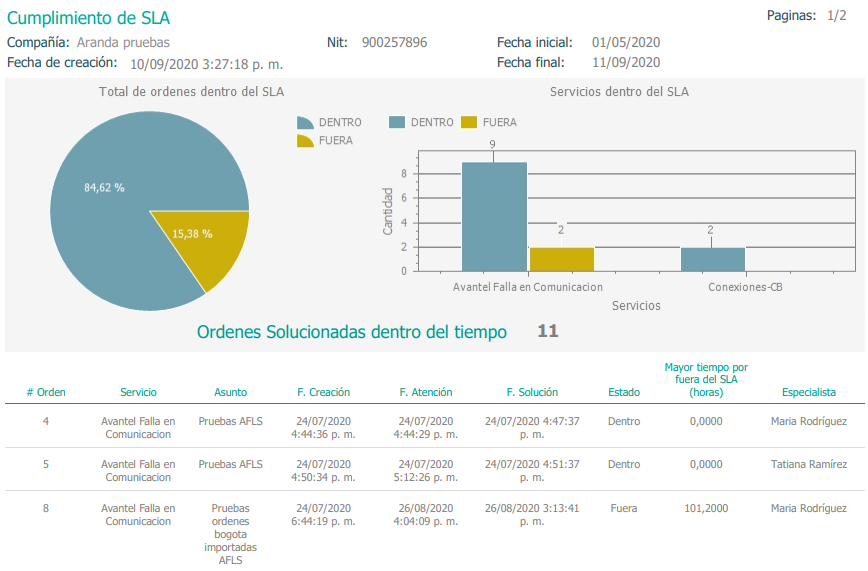 Cumplimiento de SLA
Paginas: 1/2
Compañía: Aranda pruebas
Nit: 900257896
Fecha inicial: 01/05/2020
Fecha de creación: 10/09/2020 3:27:18 p. m.
Fecha final: 11/09/2020
Total de ordenes dentro del SLA
84,62 %
15,38 %
DENTRO
FUERA
Servicios dentro del SLA
DENTRO FUERA
Cantidad
8
6
4
2
0
9
2
2
Avantel Falla en Comunicacion
Conexiones-CB
Servicios
Ordenes Solucionadas dentro del tiempo 11
# Orden
Servicio
Asunto
F. Creación
F. Atención
F. Solución
Estado
Mayor tiempo por
fuera del SLA
(horas)
Especialista
4
Avantel Falla en
Comunicacion
Pruebas AFLS
24/07/2020
4:44:36 p. m.
24/07/2020
4:44:29 p. m.
24/07/2020 4:47:37
p. m.
Dentro
0,0000
Maria Rodríguez
5
Avantel Falla en
Comunicacion
Pruebas AFLS
24/07/2020
4:50:34 p. m.
24/07/2020
5:12:26 p. m.
24/07/2020 4:51:37
p. m.
Dentro
0,0000
Tatiana Ramírez
8
Avantel Falla en
Comunicacion
Pruebas
ordenes
bogota
importadas
AFLS
24/07/2020
6:44:19 p. m.
26/08/2020
4:04:09 p. m.
26/08/2020 3:13:41
p. m.
Fuera
101,2000
Maria Rodríguez